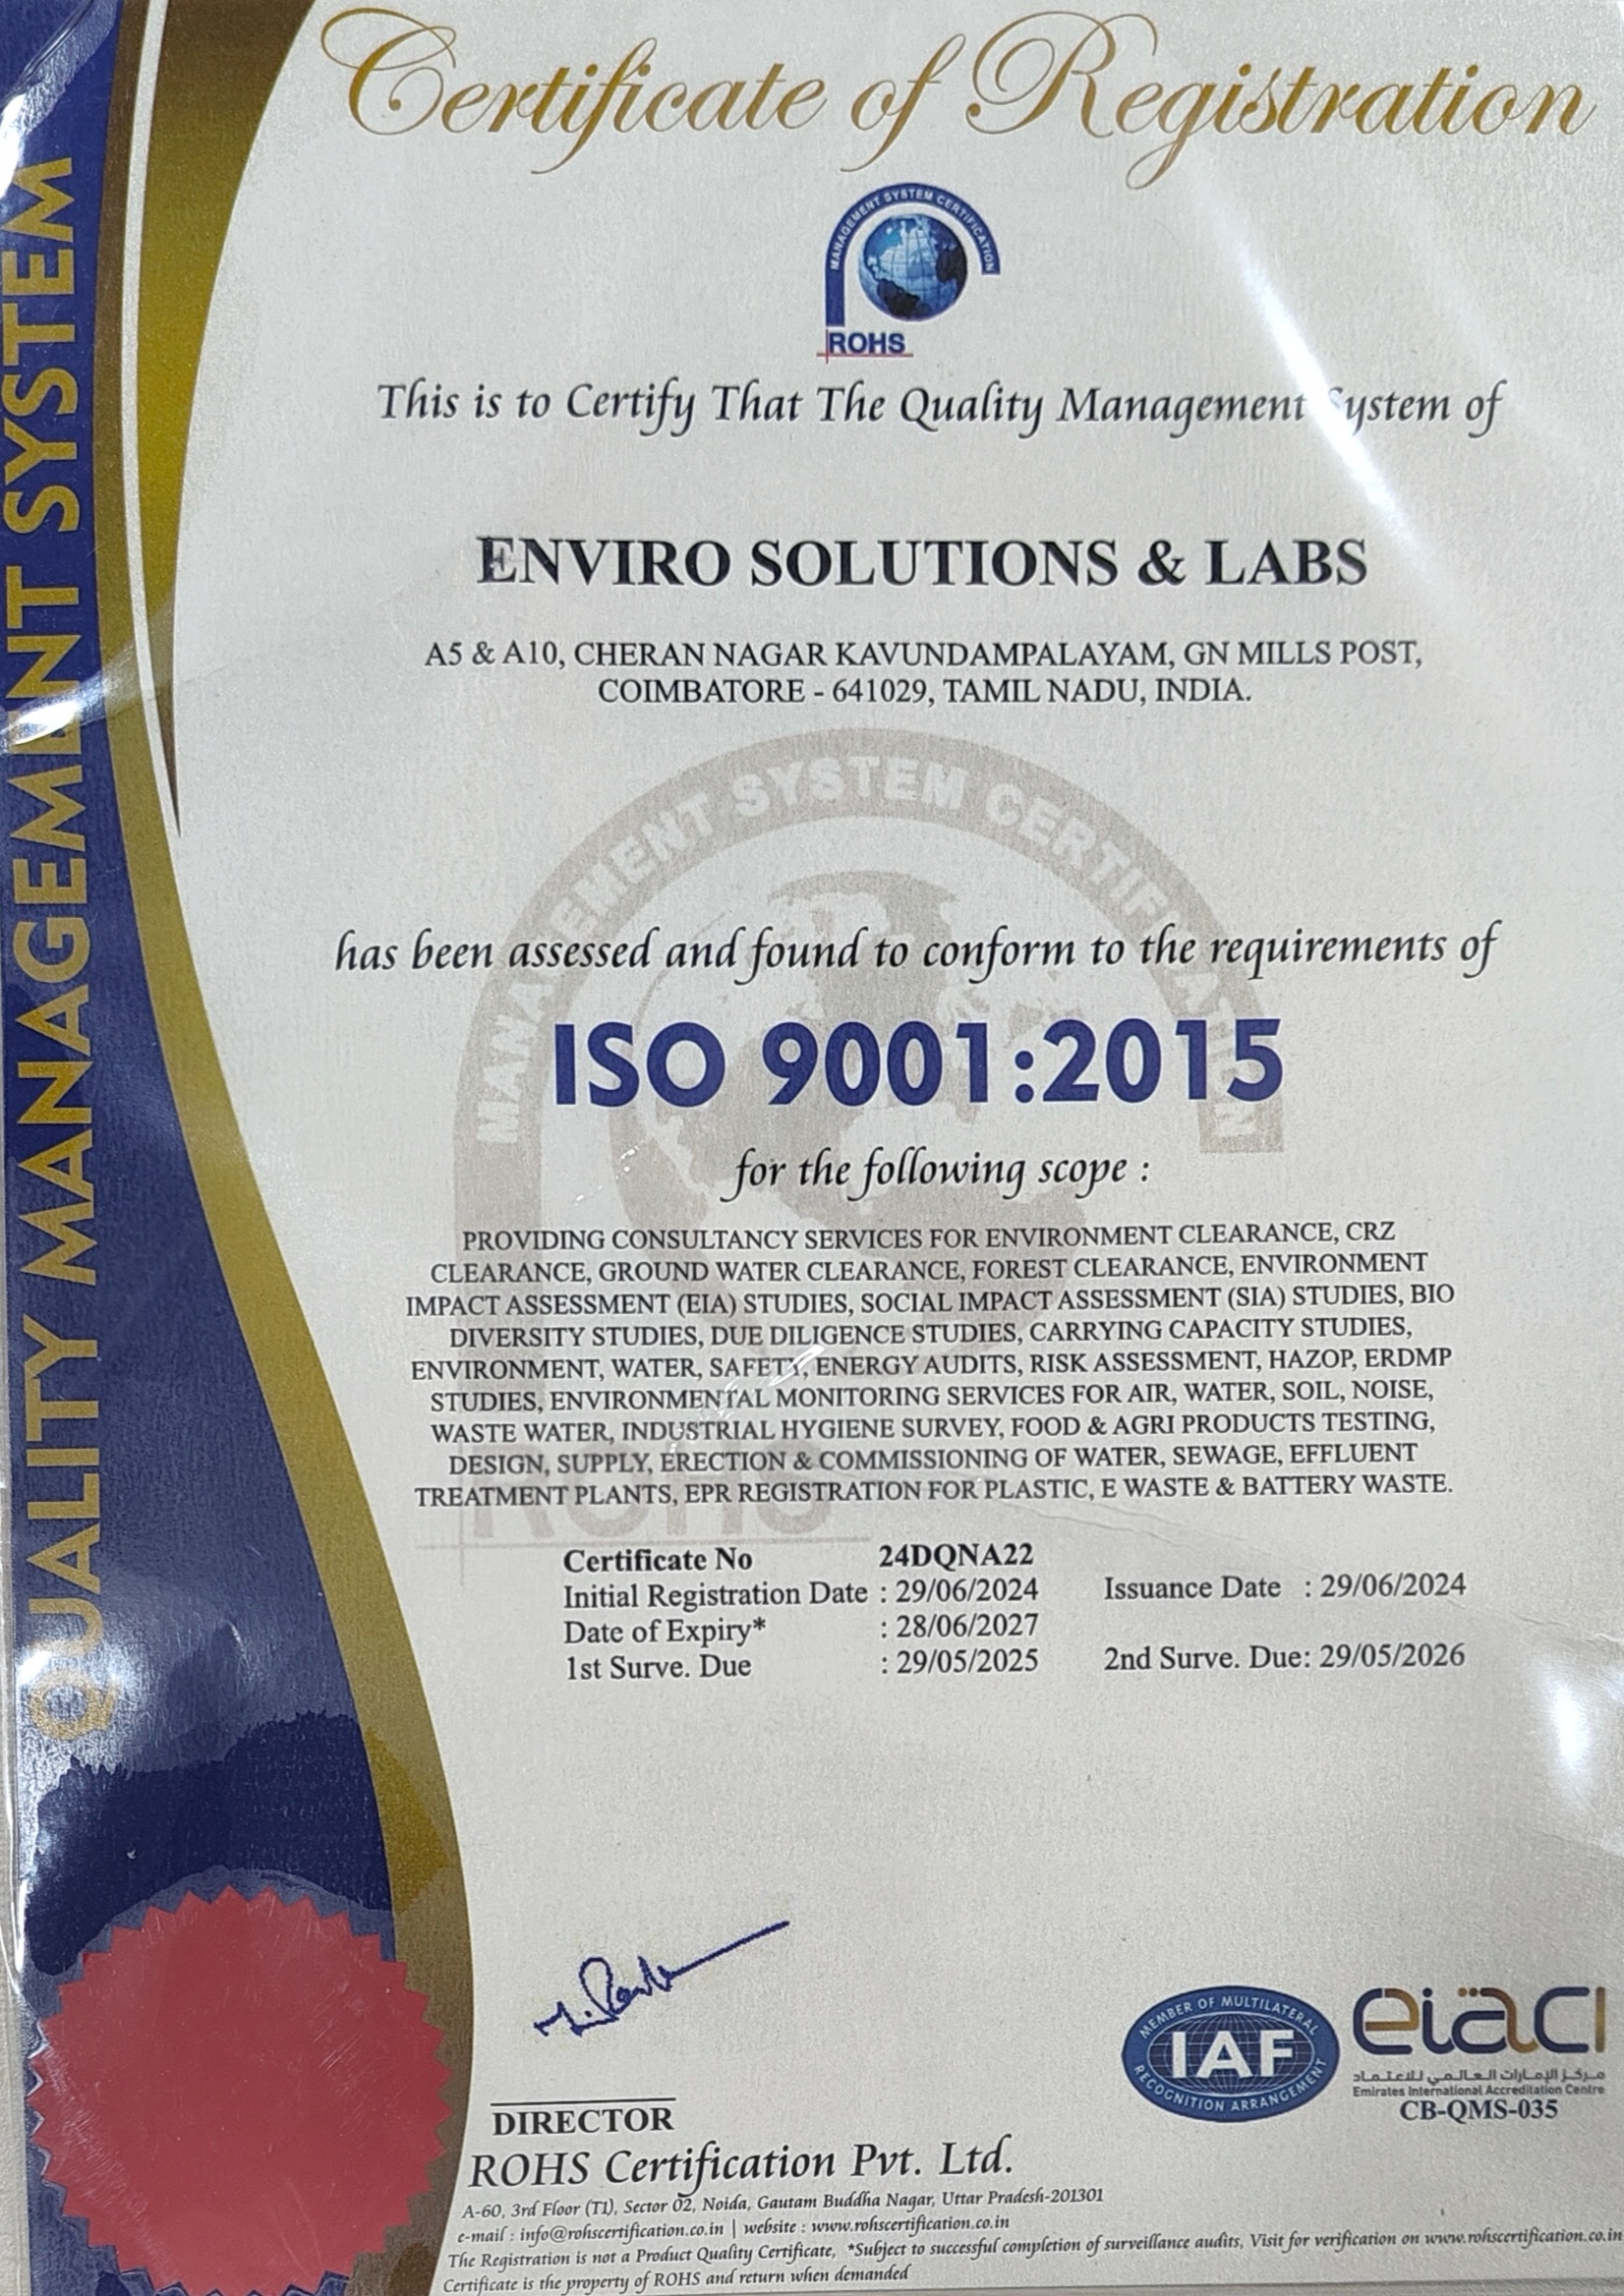 Certificate of Registration
MANAGEMENT SYSTEM CERTIFICATION
ROHS
This is to Certify That The Quality Management System of
ENVIRO SOLUTIONS & LABS
A5 & A10, CHERAN NAGAR KAVUNDAMPALAYAM, GN MILLS POST,
COIMBATORE - 641029, TAMIL NADU, INDIA.
MANAGEMENT SYSTEM CERTIFICATION
has been assessed and found to conform to the requirements of
ISO 9001:2015
for the following scope :
PROVIDING CONSULTANCY SERVICES FOR ENVIRONMENT CLEARANCE, CRZ
CLEARANCE, GROUND WATER CLEARANCE, FOREST CLEARANCE, ENVIRONMENT
IMPACT ASSESSMENT (EIA) STUDIES, SOCIAL IMPACT ASSESSMENT (SIA) STUDIES, BIO
DIVERSITY STUDIES, DUE DILIGENCE STUDIES, CARRYING CAPACITY STUDIES,
ENVIRONMENT, WATER, SAFETY, ENERGY AUDITS, RISK ASSESSMENT, HAZOP, ERDMP
STUDIES, ENVIRONMENTAL MONITORING SERVICES FOR AIR, WATER, SOIL, NOISE,
WASTE WATER, INDUSTRIAL HYGIENE SURVEY, FOOD & AGRI PRODUCTS TESTING,
DESIGN, SUPPLY, ERECTION & COMMISSIONING OF WATER, SEWAGE, EFFLUENT
TREATMENT PLANTS, EPR REGISTRATION FOR PLASTIC, E WASTE & BATTERY WASTE.
ROHS
Certificate No 24DQNA22
Initial Registration Date : 29/06/2024 Issuance Date : 29/06/2024
Date of Expiry* : 28/06/2027
1st Surve. Due : 29/05/2025 2nd Surve. Due: 29/05/2026
QUALITY MANAGEMENT SYSTEM
MEMBER OF MULTILATERAL
IAF
RECOGNITION ARRANGEMENT
eiaci
مركز الإمارات العالمي للاعتماد
Emirates International Accreditation Centre
CB-QMS-035
DIRECTOR
ROHS Certification Pvt. Ltd.
A-60, 3rd Floor (T1), Sector 02, Noida, Gautam Buddha Nagar, Uttar Pradesh-201301
e-mail : info@rohscertification.co.in | website : www.rohscertification.co.in
The Registration is not a Product Quality Certificate, *Subject to successful completion of surveillance audits, Visit for verification on www.rohscertification.co.in
Certificate is the property of ROHS and return when demanded